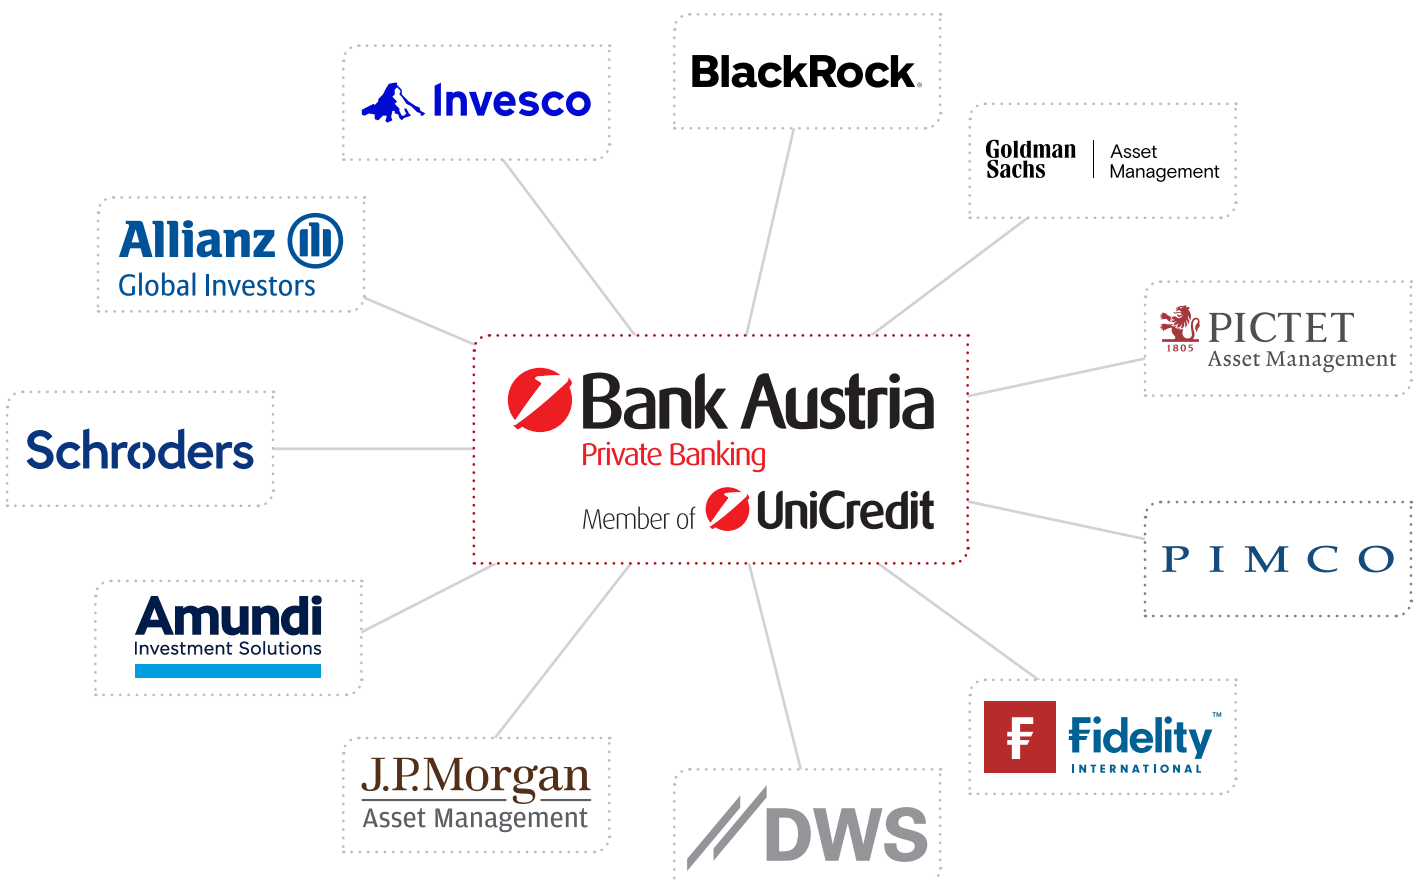 BlackRock®
Invesco
Goldman
Sachs
Asset
Management
Allianz
Global Investors
PICTET
1805
Asset Management
Bank Austria
Private Banking
Member of UniCredit
Schroders
PIMCO
Amundi
Investment Solutions
Fidelity™
INTERNATIONAL
J.P.Morgan
Asset Management
DWS